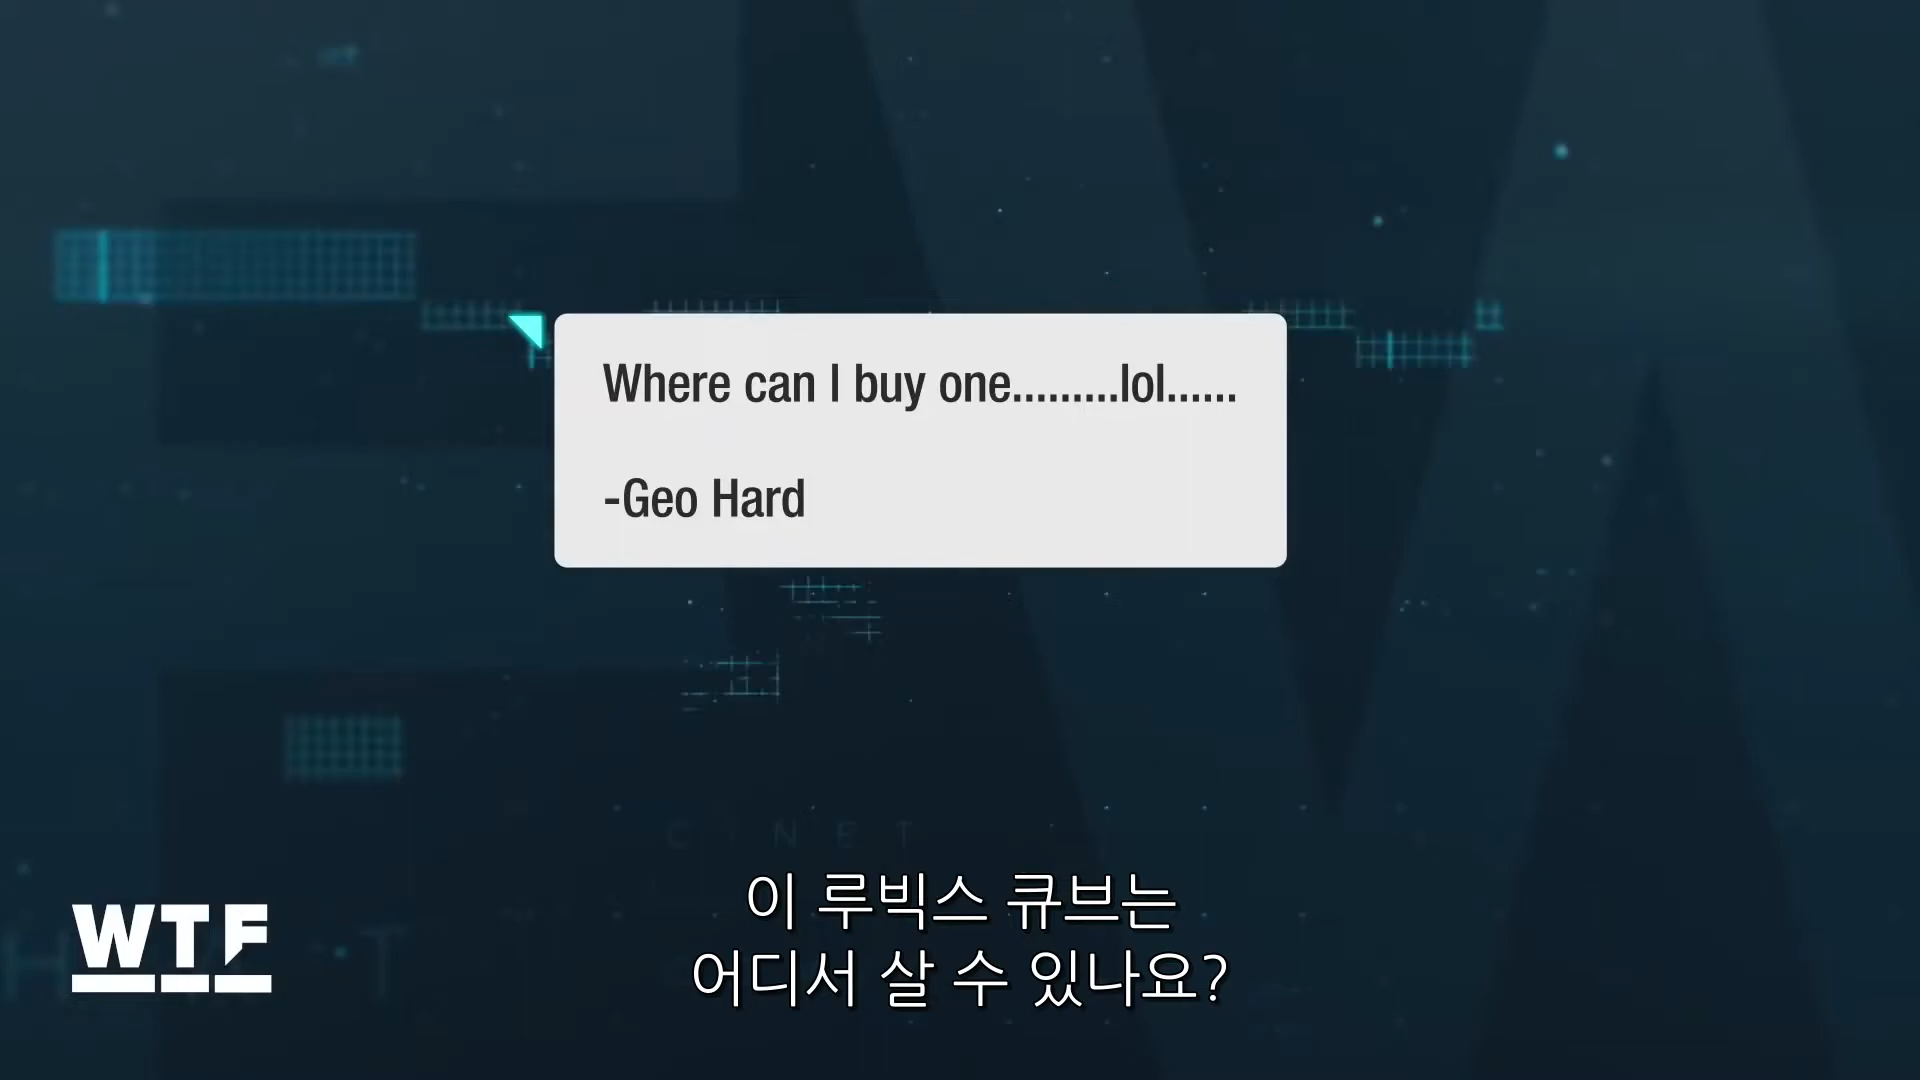 Where can I buy one.........lol......
-Geo Hard
C I N E T
WTF
이 루빅스 큐브는
어디서 살 수 있나요?